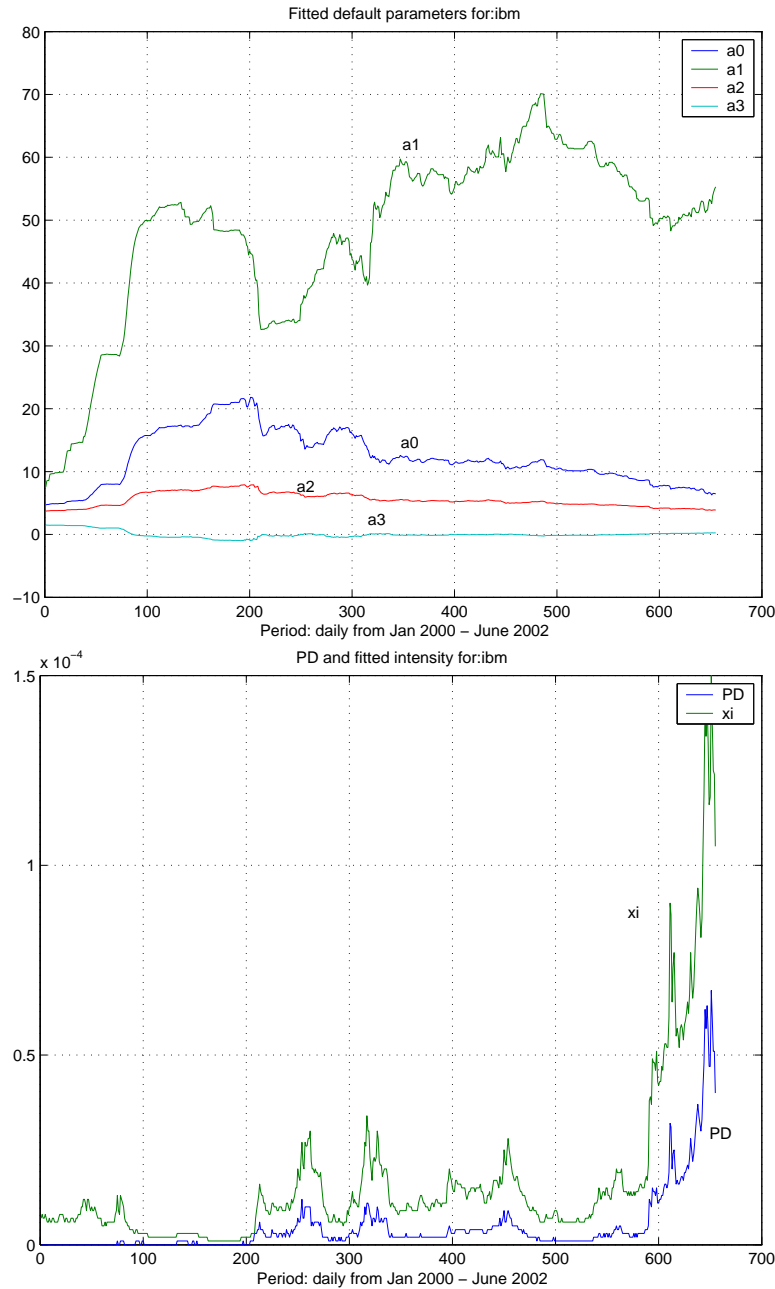 Fitted default parameters for:ibm
80
70
60
50
40
30
20
10
0
−10
a0
a1
a2
a3
a1
a0
a2
a3
0 100 200 300 400 500 600 700
Period: daily from Jan 2000 − June 2002
x 10⁻⁴
PD and fitted intensity for:ibm
1.5
1
0.5
0
PD
xi
xi
PD
0 100 200 300 400 500 600 700
Period: daily from Jan 2000 − June 2002